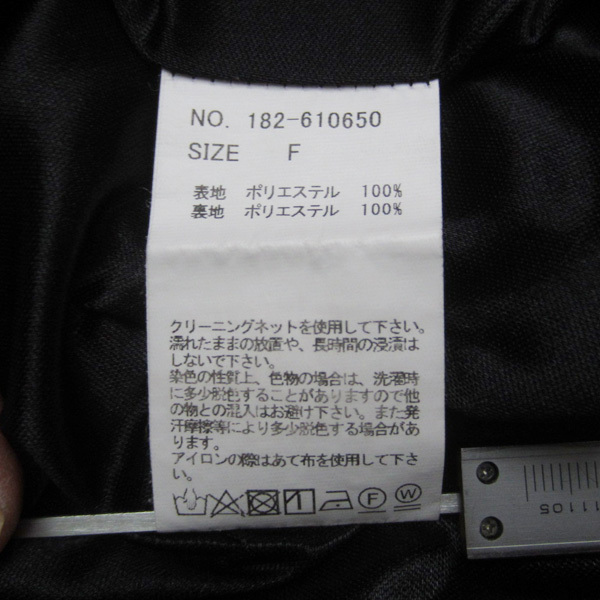 NO. 182-610650
SIZE F
表地 ポリエステル 100%
裏地 ポリエステル 100%
クリーニングネットを使用して下さい。
濡れたままの放置や、長時間の浸漬は
しないで下さい。
染色の性質上、色物の場合は、洗濯時
に多少脱色することがありますので他
の物との混入はお避け下さい。また発
汗摩擦等により多少脱色する場合があ
ります。
アイロンの際はあて布を使用して下さ
い。
F W
11105